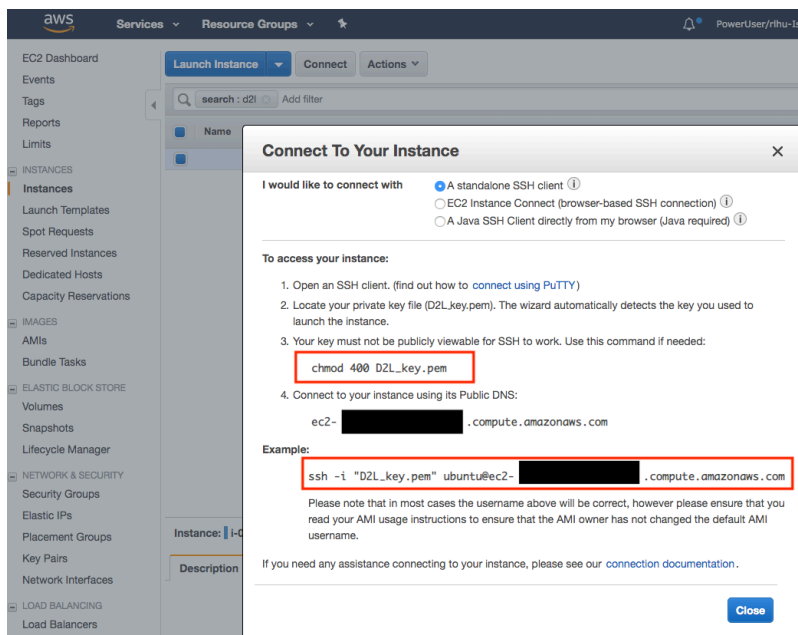 aws
Services
Resource Groups
PowerUser/rlhu-Is
EC2 Dashboard
Events
Tags
Reports
Limits
INSTANCES
Instances
Launch Templates
Spot Requests
Reserved Instances
Dedicated Hosts
Capacity Reservations
IMAGES
AMIs
Bundle Tasks
ELASTIC BLOCK STORE
Volumes
Snapshots
Lifecycle Manager
NETWORK & SECURITY
Security Groups
Elastic IPs
Placement Groups
Key Pairs
Network Interfaces
LOAD BALANCING
Load Balancers
Launch Instance
Connect
Actions
search : d2l
Add filter
Name
Instance: i-0
Description
Connect To Your Instance
I would like to connect with
A standalone SSH client
EC2 Instance Connect (browser-based SSH connection)
A Java SSH Client directly from my browser (Java required)
To access your instance:
1. Open an SSH client. (find out how to connect using PuTTY)
2. Locate your private key file (D2L_key.pem). The wizard automatically detects the key you used to
launch the instance.
3. Your key must not be publicly viewable for SSH to work. Use this command if needed:
chmod 400 D2L_key.pem
4. Connect to your instance using its Public DNS:
ec2- .compute.amazonaws.com
Example:
ssh -i "D2L_key.pem" ubuntu@ec2- .compute.amazonaws.com
Please note that in most cases the username above will be correct, however please ensure that you
read your AMI usage instructions to ensure that the AMI owner has not changed the default AMI
username.
If you need any assistance connecting to your instance, please see our connection documentation.
Close